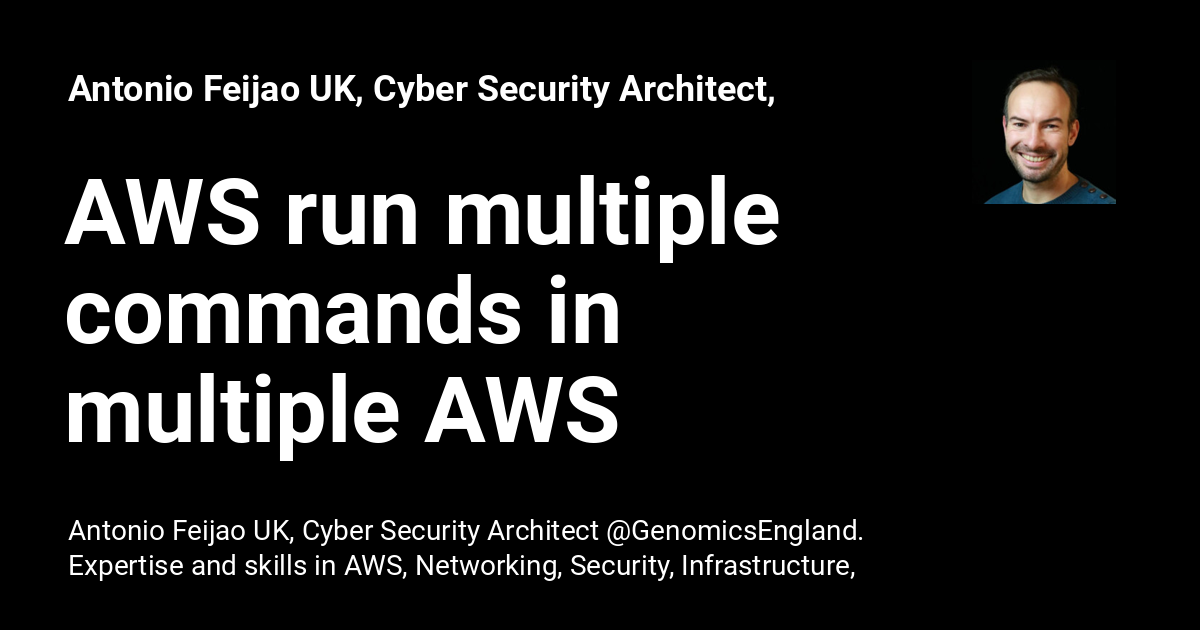 Antonio Feijao UK, Cyber Security Architect,
AWS run multiple
commands in
multiple AWS
Antonio Feijao UK, Cyber Security Architect @GenomicsEngland.
Expertise and skills in AWS, Networking, Security, Infrastructure,